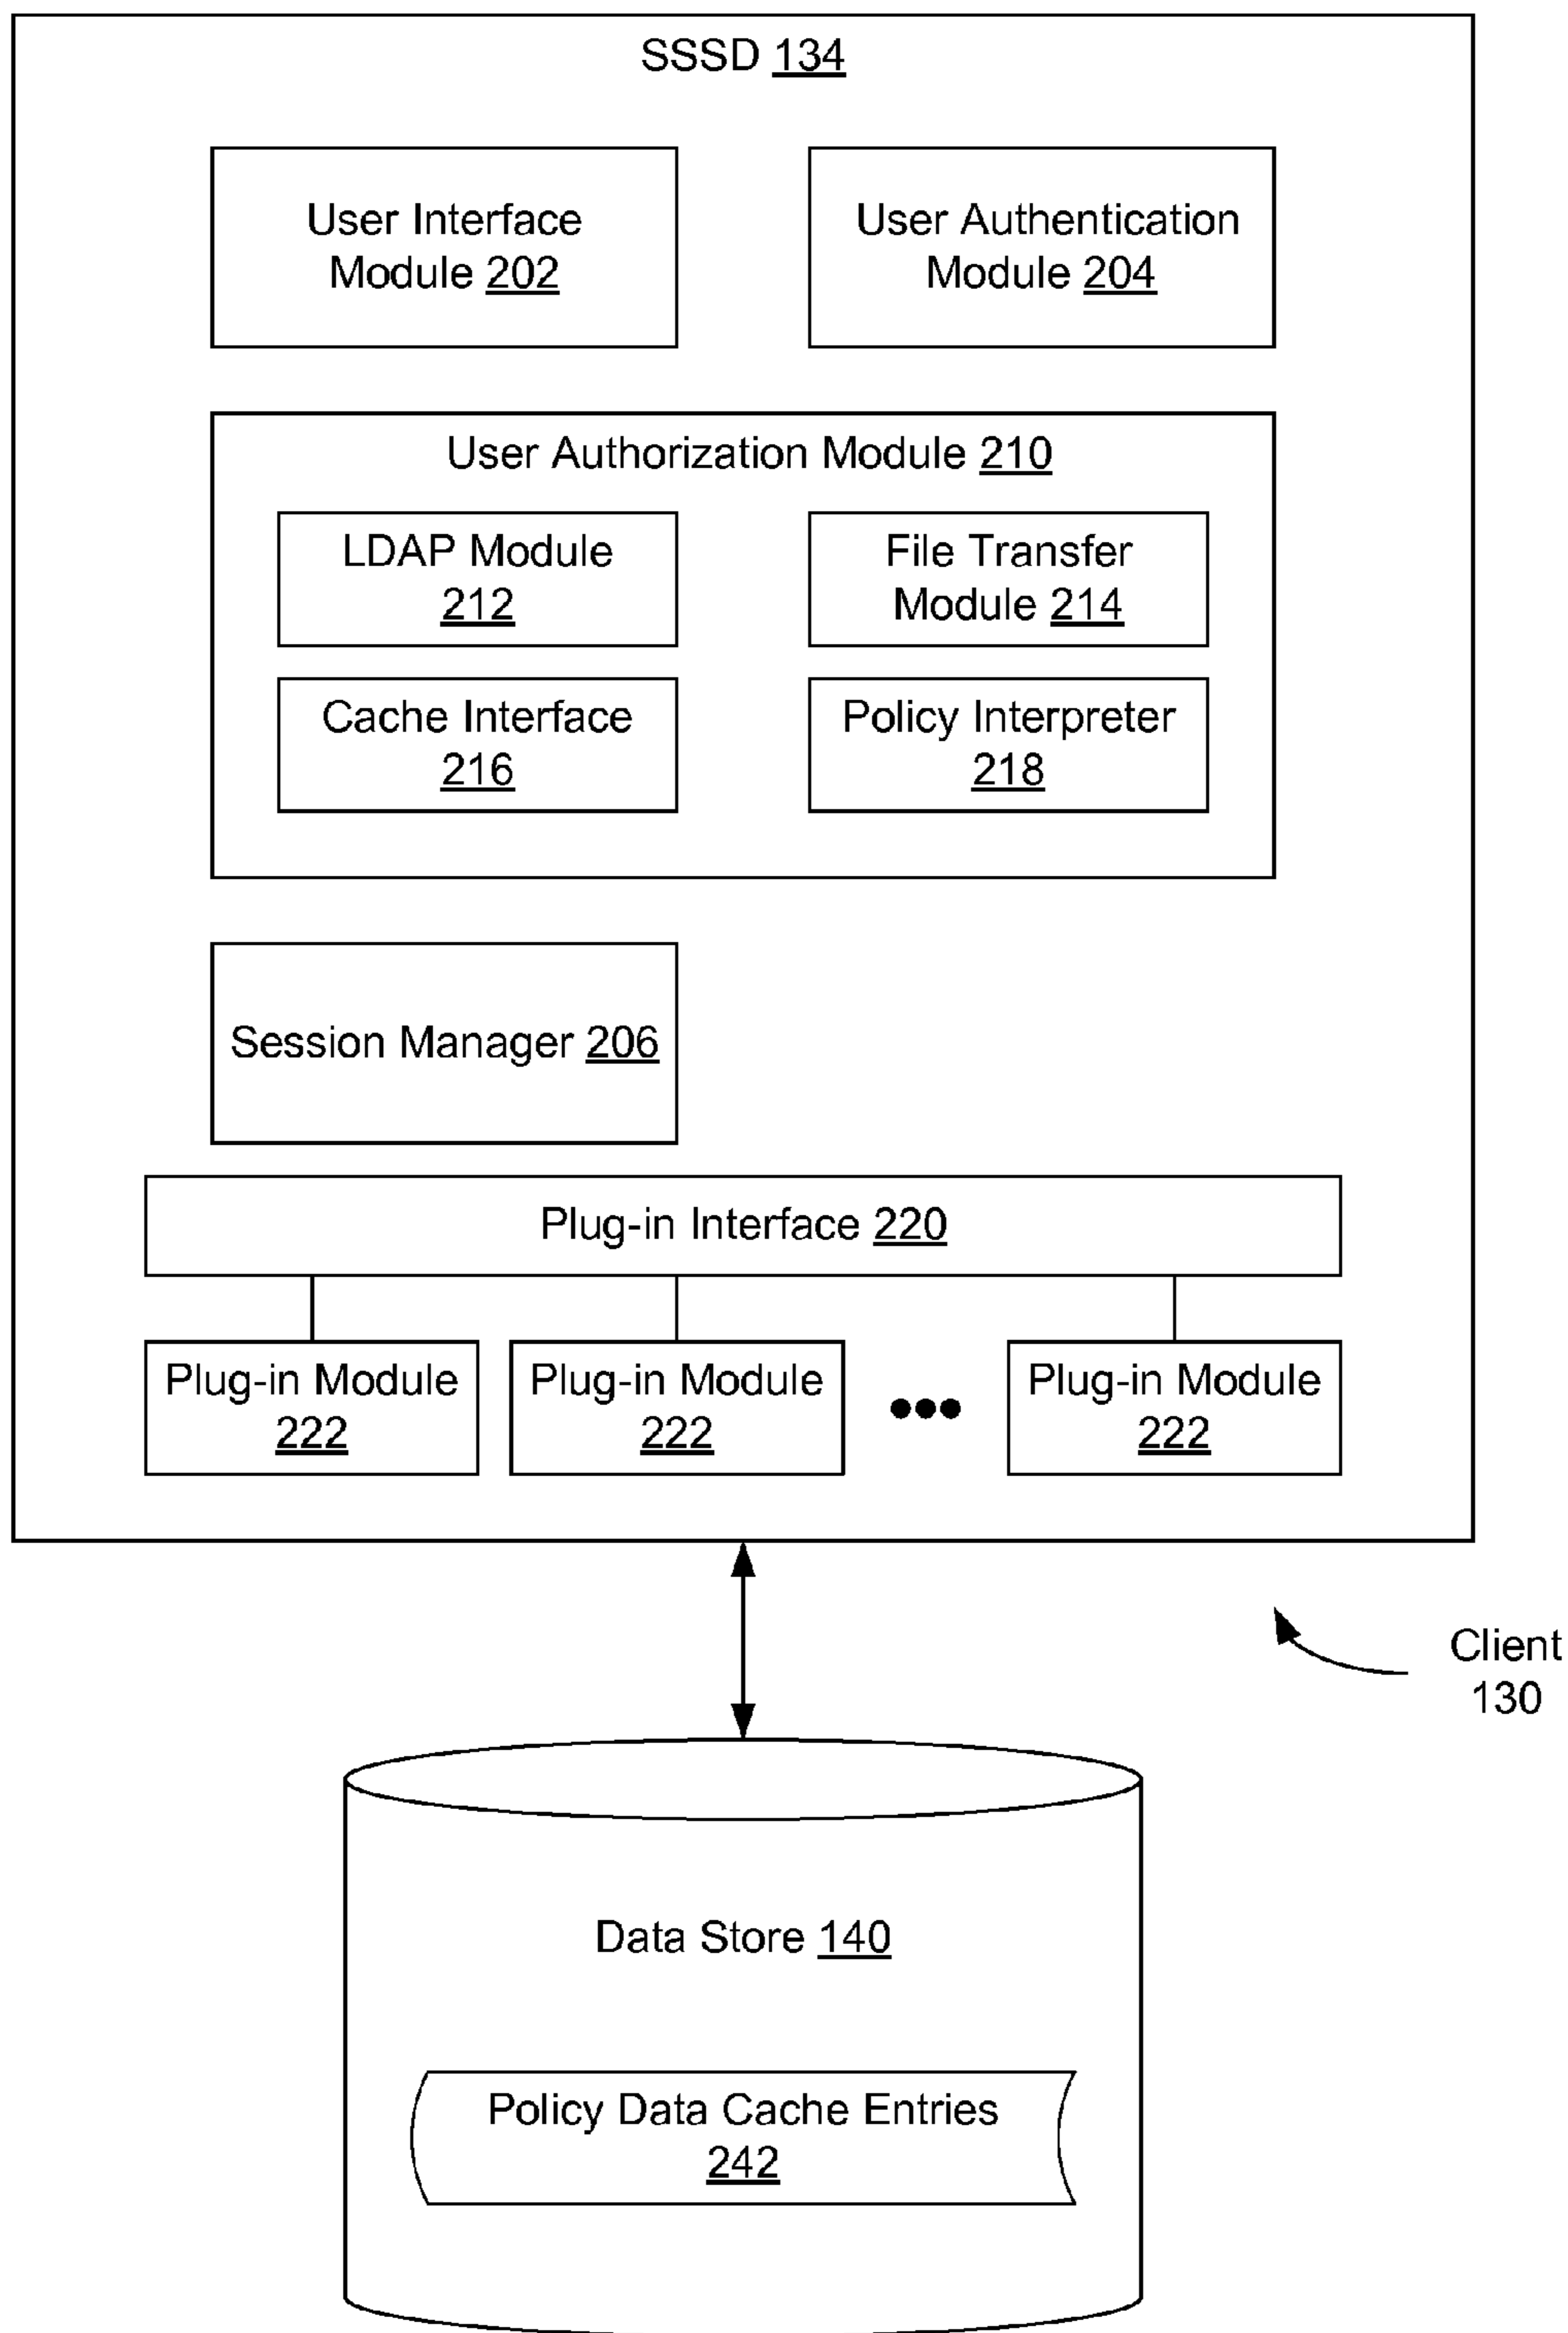 SSSD 134
User Interface
Module 202
User Authentication
Module 204
User Authorization Module 210
LDAP Module
212
File Transfer
Module 214
Cache Interface
216
Policy Interpreter
218
Session Manager 206
Plug-in Interface 220
Plug-in Module
222
Plug-in Module
222
Plug-in Module
222
Client
130
Data Store 140
Policy Data Cache Entries
242